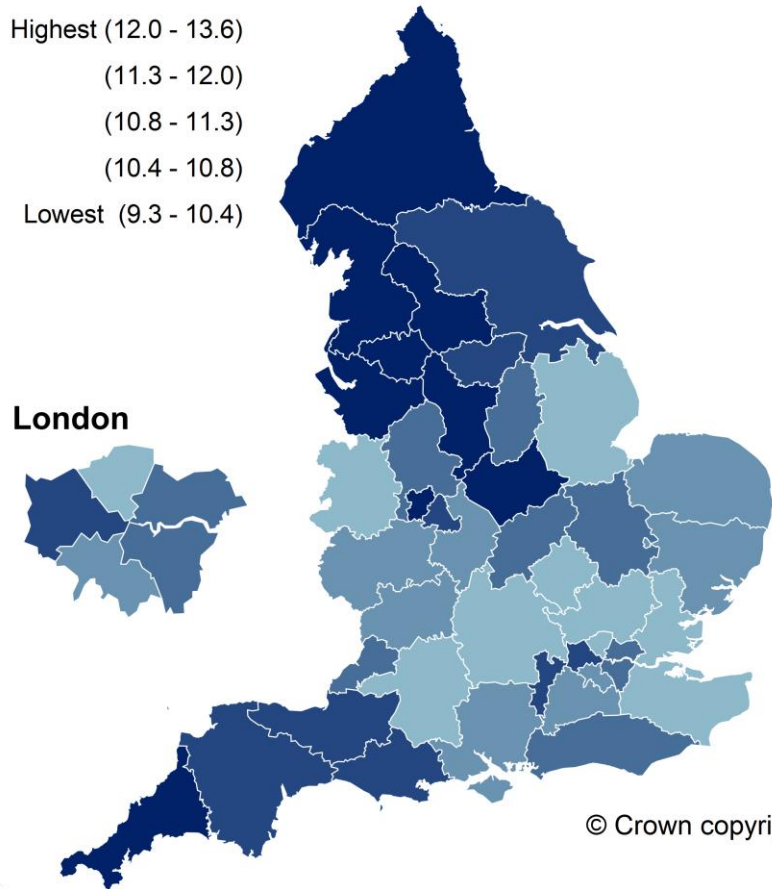 Highest (12.0 - 13.6)
(11.3 - 12.0)
(10.8 - 11.3)
(10.4 - 10.8)
Lowest (9.3 - 10.4)
London
© Crown copyri